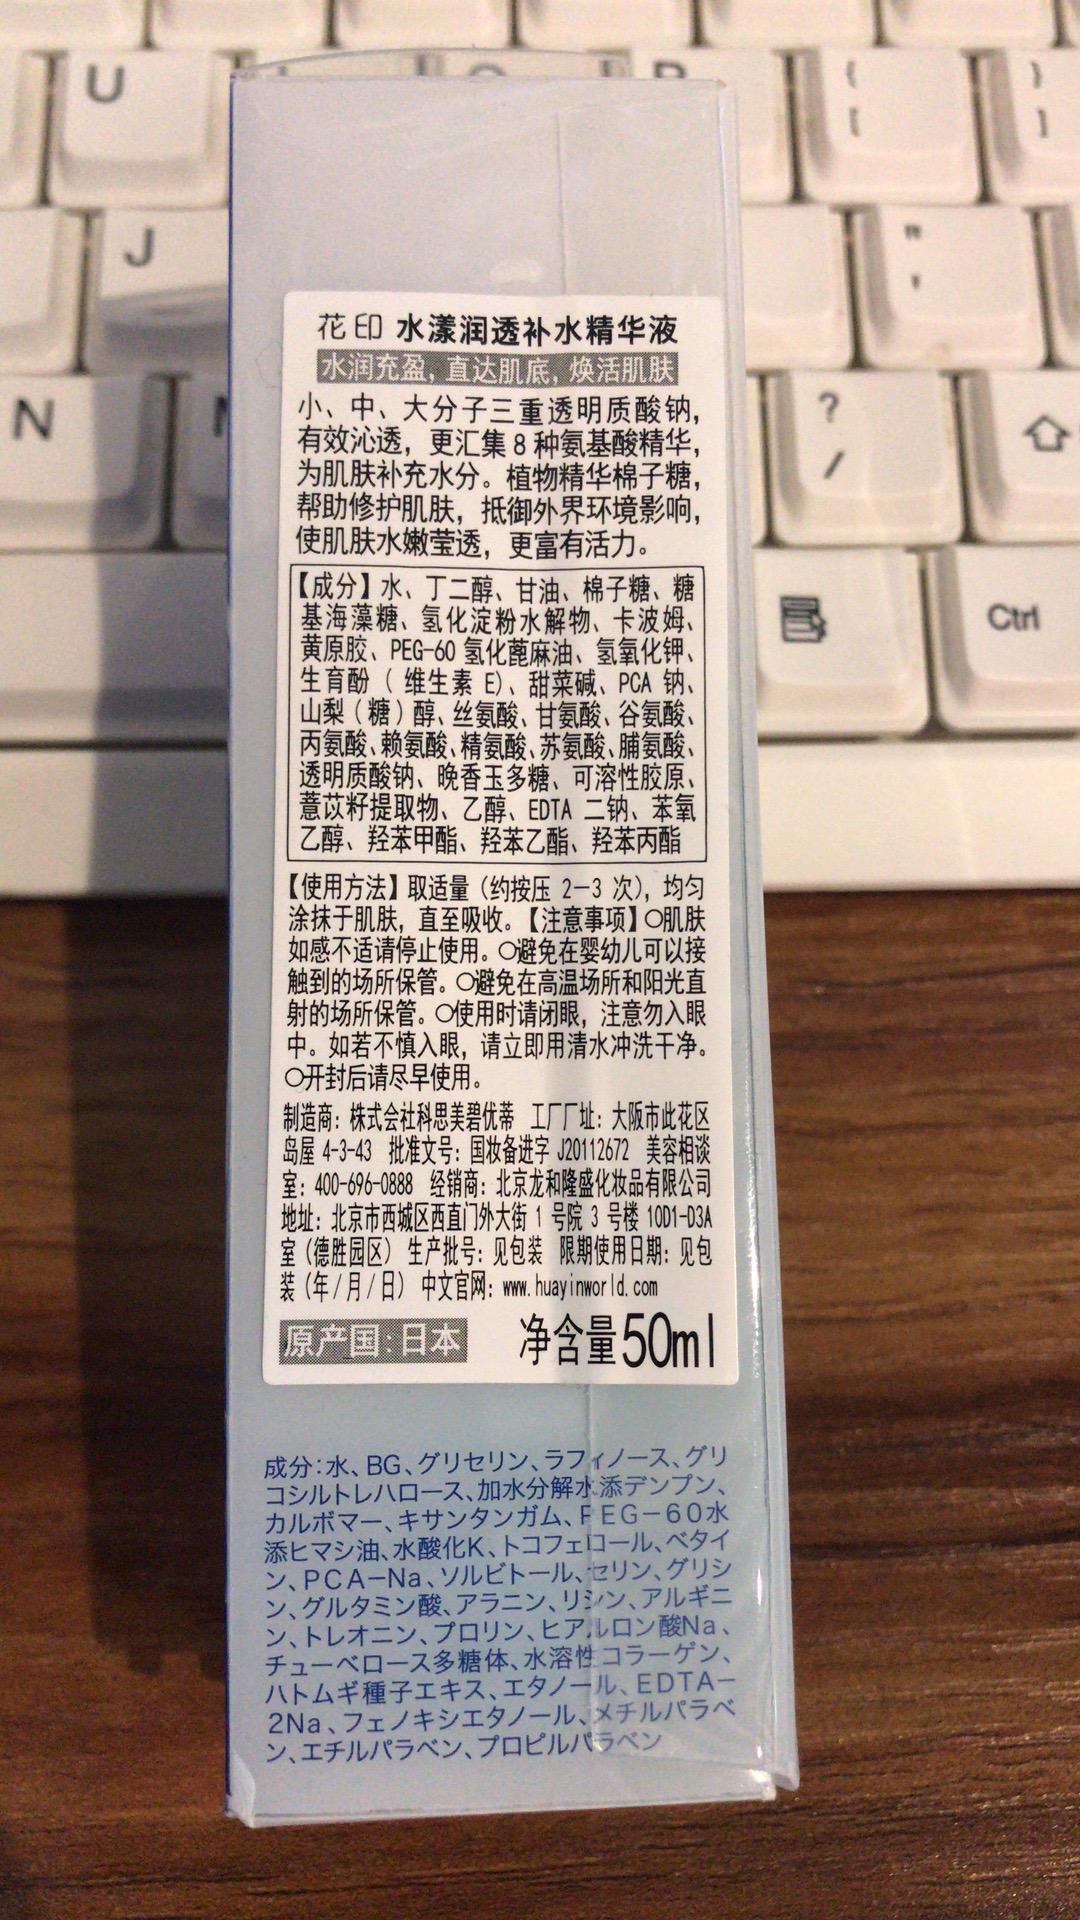 U
P
{
[
}
]
J
"
'
N
?
/
Ctrl
花印 水漾润透补水精华液
水润充盈，直达肌底，焕活肌肤
小、中、大分子三重透明质酸钠，
有效沁透，更汇集8种氨基酸精华，
为肌肤补充水分。植物精华棉子糖，
帮助修护肌肤，抵御外界环境影响，
使肌肤水嫩莹透，更富有活力。
【成分】水、丁二醇、甘油、棉子糖、糖
基海藻糖、氢化淀粉水解物、卡波姆、
黄原胶、PEG-60 氢化蓖麻油、氢氧化钾、
生育酚（维生素 E)、甜菜碱、PCA 钠、
山梨（糖）醇、丝氨酸、甘氨酸、谷氨酸、
丙氨酸、赖氨酸、精氨酸、苏氨酸、脯氨酸、
透明质酸钠、晚香玉多糖、可溶性胶原、
薏苡籽提取物、乙醇、EDTA 二钠、苯氧
乙醇、羟苯甲酯、羟苯乙酯、羟苯丙酯
【使用方法】取适量（约按压 2—3 次），均匀
涂抹于肌肤，直至吸收。【注意事项】○肌肤
如感不适请停止使用。○避免在婴幼儿可以接
触到的场所保管。○避免在高温场所和阳光直
射的场所保管。○使用时请闭眼，注意勿入眼
中。如若不慎入眼，请立即用清水冲洗干净。
○开封后请尽早使用。
制造商：株式会社科思美碧优蒂 工厂厂址：大阪市此花区
岛屋 4-3-43 批准文号：国妆备进字 J20112672 美容相谈
室：400-696-0888 经销商：北京龙和隆盛化妆品有限公司
地址：北京市西城区西直门外大街 1 号院 3 号楼 10D1-D3A
室（德胜园区）生产批号：见包装 限期使用日期：见包
装（年/月/日） 中文官网：www.huayinworld.com
原产国：日本 净含量50ml
成分：水、BG、グリセリン、ラフィノース、グリ
コシルトレハロース、加水分解水添デンプン、
カルボマー、キサンタンガム、PEG−60水
添ヒマシ油、水酸化K、トコフェロール、ベタイ
ン、PCA−Na、ソルビトール、セリン、グリシ
ン、グルタミン酸、アラニン、リシン、アルギニ
ン、トレオニン、プロリン、ヒアルロン酸Na、
チューベロース多糖体、水溶性コラーゲン、
ハトムギ種子エキス、エタノール、EDTA−
2Na、フェノキシエタノール、メチルパラベ
ン、エチルパラベン、プロピルパラベン